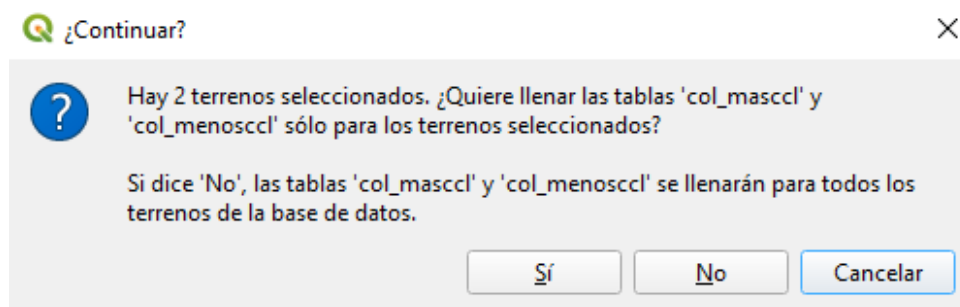 ¿Continuar?
Hay 2 terrenos seleccionados. ¿Quiere llenar las tablas 'col_masccl' y
'col_menosccl' sólo para los terrenos seleccionados?
Si dice 'No', las tablas 'col_masccl' y 'col_menosccl' se llenarán para todos los
terrenos de la base de datos.
Sí
No
Cancelar